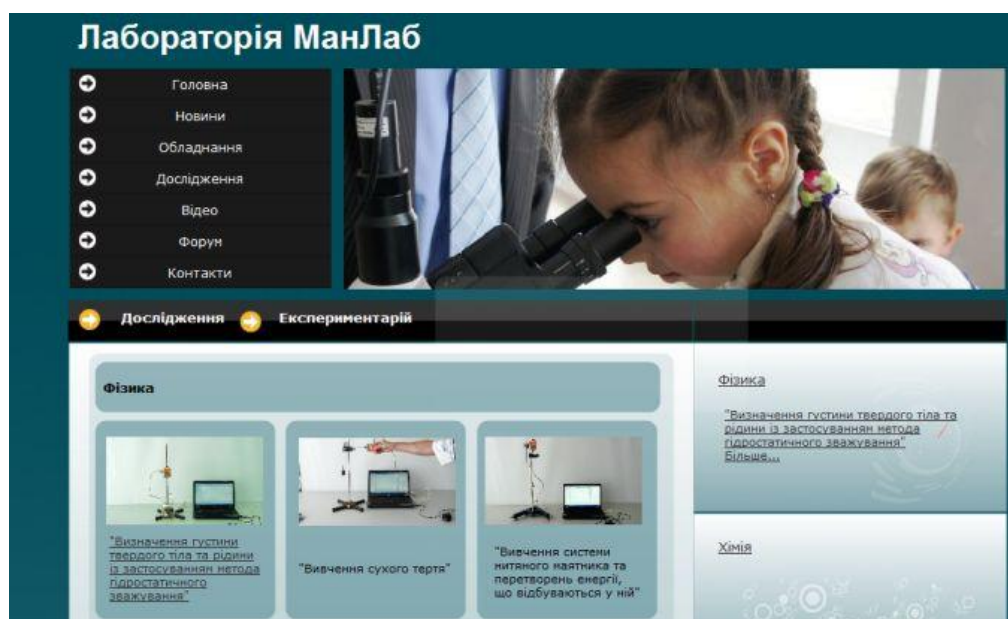 Лабораторія МанЛаб
Головна
Новини
Обладнання
Дослідження
Відео
Форум
Контакти
Дослідження Експериментарій
Фізика
"Визначення густини
твердого тіла та рідини
із застосуванням метода
гідростатичного
зважування"
"Вивчення сухого тертя"
"Вивчення системи
нитяного маятника та
перетворень енергії,
що відбуваються у ній"
Фізика
"Визначення густини твердого тіла та
рідини із застосуванням метода
гідростатичного зважування"
Більше...
Хімія